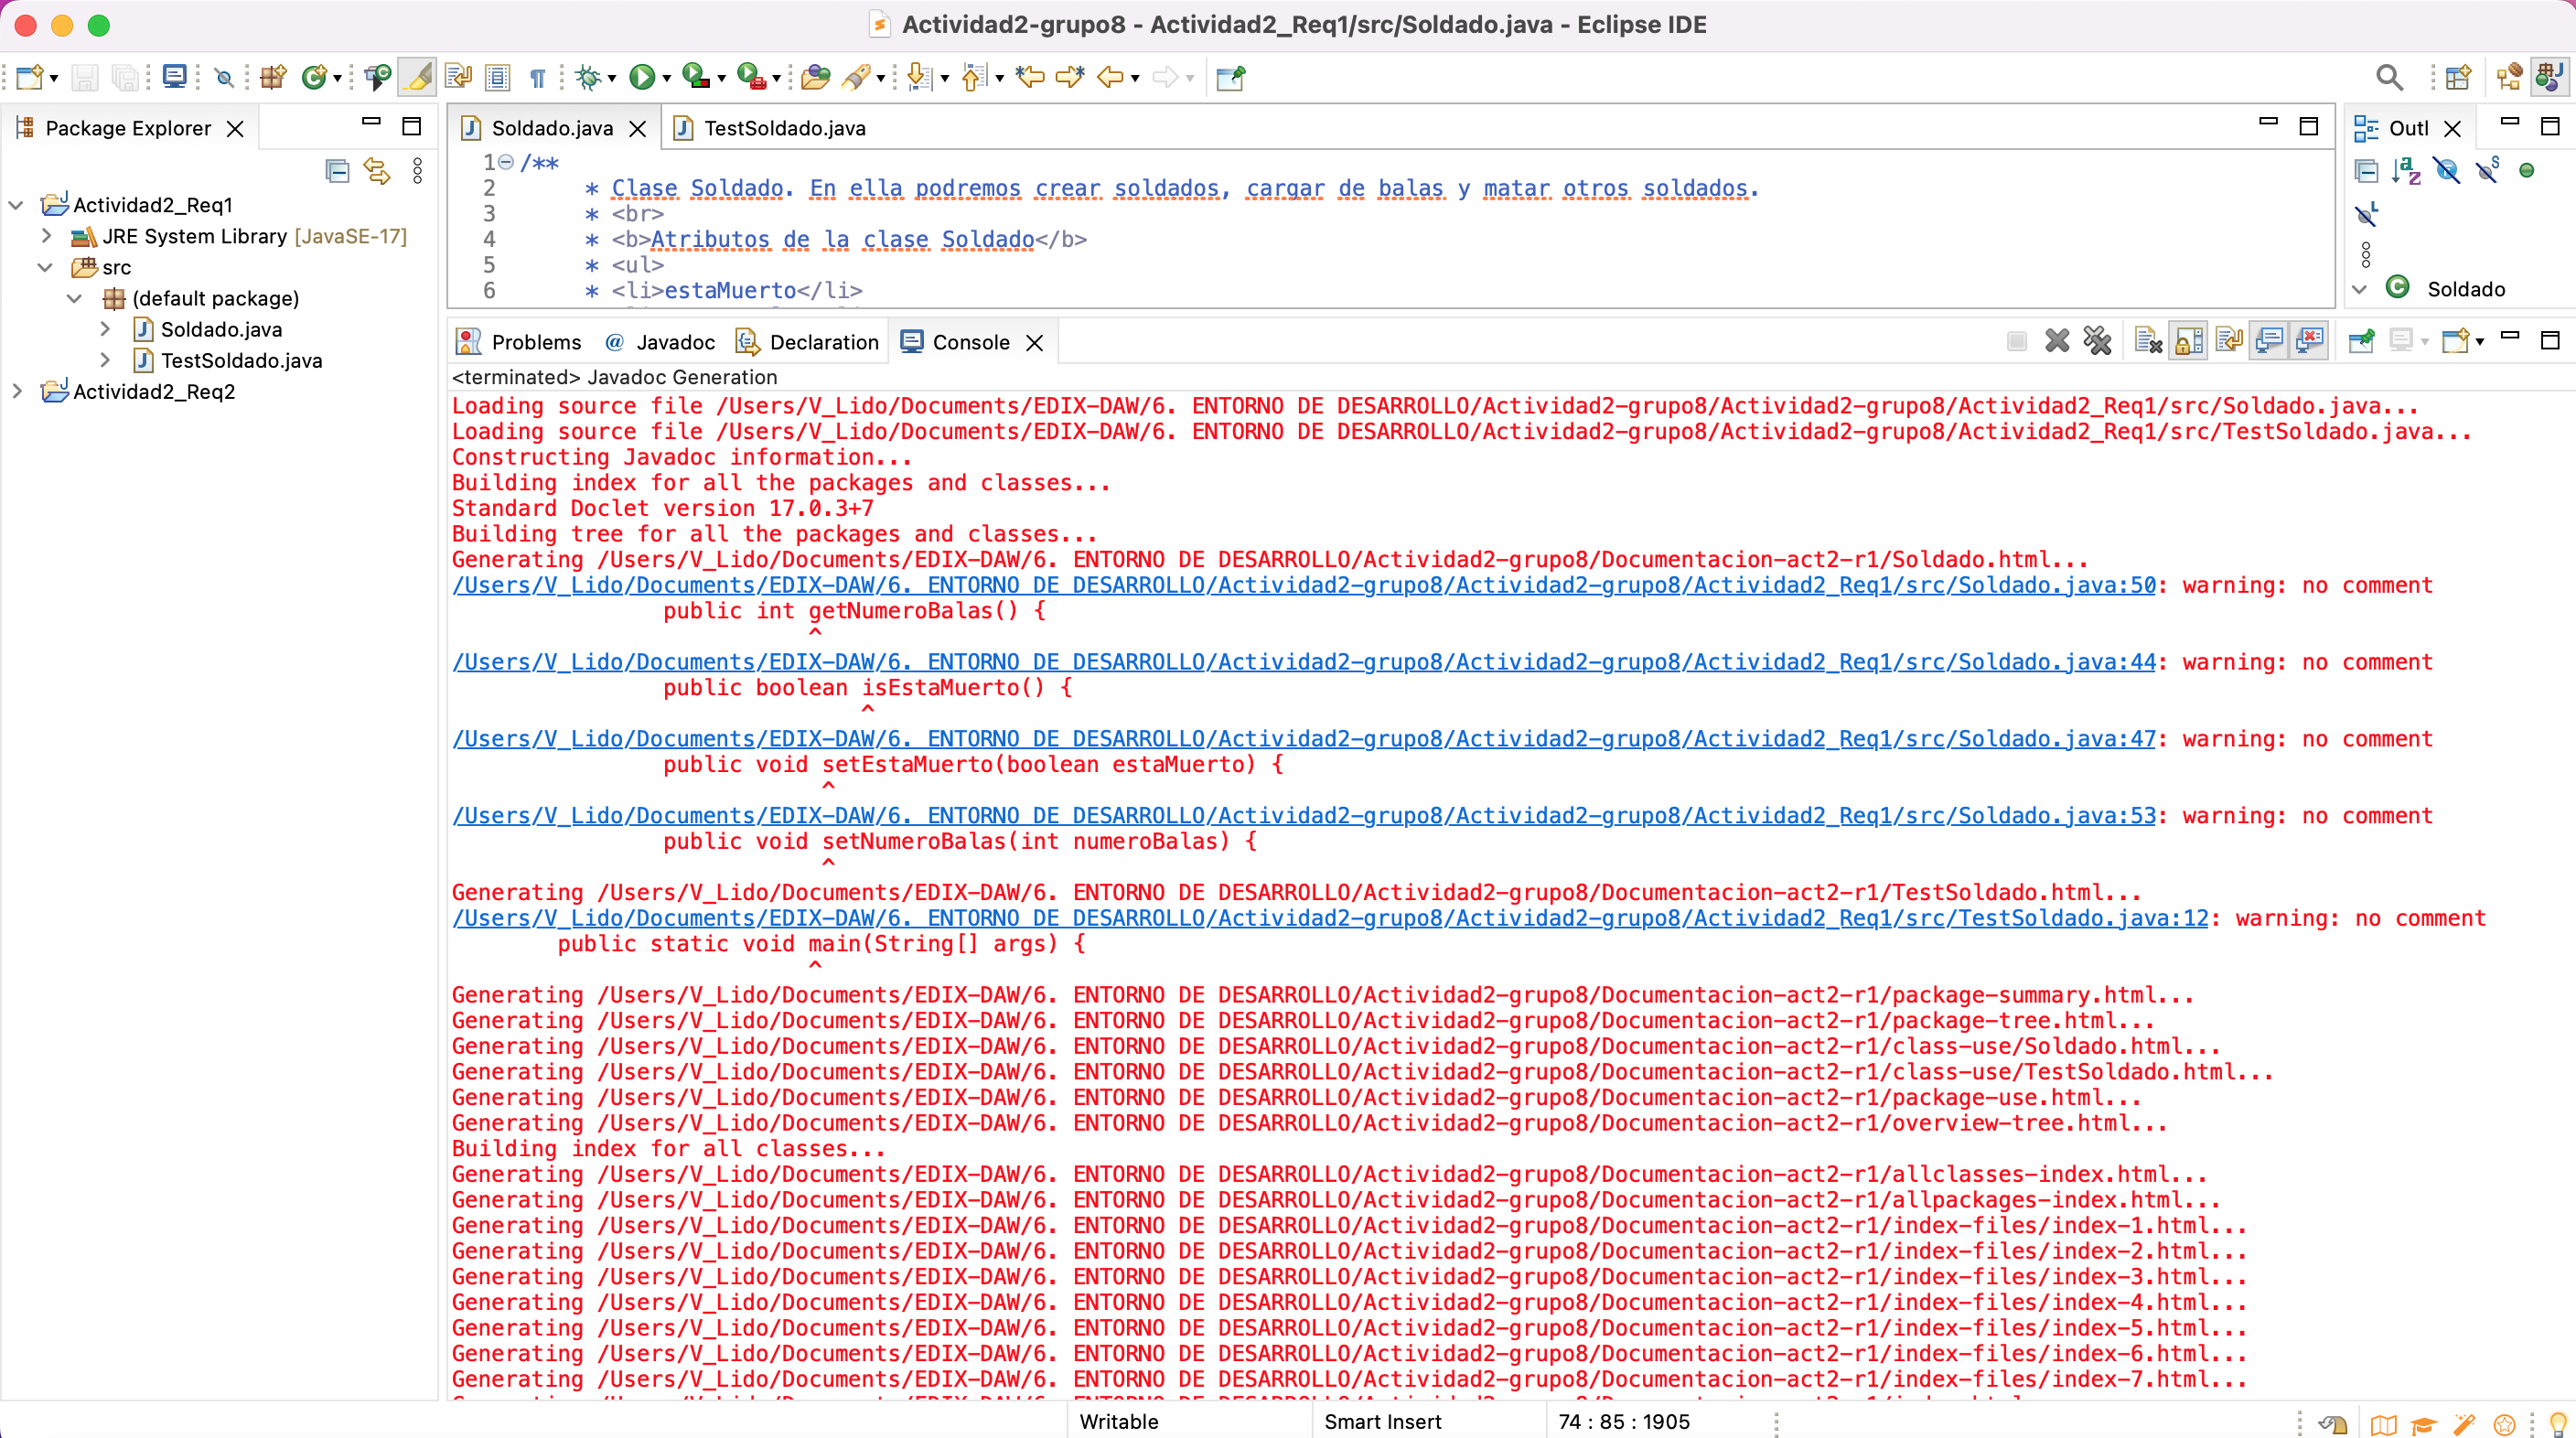 Actividad2-grupo8 - Actividad2_Req1/src/Soldado.java - Eclipse IDE
Package Explorer
Actividad2_Req1
JRE System Library [JavaSE-17]
src
(default package)
Soldado.java
TestSoldado.java
Actividad2_Req2
Soldado.java
TestSoldado.java
1 /**
2 * Clase Soldado. En ella podremos crear soldados, cargar de balas y matar otros soldados.
3 * <br>
4 * <b>Atributos de la clase Soldado</b>
5 * <ul>
6 * <li>estaMuerto</li>
Outl
Soldado
Problems
Javadoc
Declaration
Console
<terminated> Javadoc Generation
Loading source file /Users/V_Lido/Documents/EDIX-DAW/6. ENTORNO DE DESARROLLO/Actividad2-grupo8/Actividad2-grupo8/Actividad2_Req1/src/Soldado.java...
Loading source file /Users/V_Lido/Documents/EDIX-DAW/6. ENTORNO DE DESARROLLO/Actividad2-grupo8/Actividad2-grupo8/Actividad2_Req1/src/TestSoldado.java...
Constructing Javadoc information...
Building index for all the packages and classes...
Standard Doclet version 17.0.3+7
Building tree for all the packages and classes...
Generating /Users/V_Lido/Documents/EDIX-DAW/6. ENTORNO DE DESARROLLO/Actividad2-grupo8/Documentacion-act2-r1/Soldado.html...
/Users/V_Lido/Documents/EDIX-DAW/6. ENTORNO DE DESARROLLO/Actividad2-grupo8/Actividad2-grupo8/Actividad2_Req1/src/Soldado.java:50: warning: no comment
public int getNumeroBalas() {
^
/Users/V_Lido/Documents/EDIX-DAW/6. ENTORNO DE DESARROLLO/Actividad2-grupo8/Actividad2-grupo8/Actividad2_Req1/src/Soldado.java:44: warning: no comment
public boolean isEstaMuerto() {
^
/Users/V_Lido/Documents/EDIX-DAW/6. ENTORNO DE DESARROLLO/Actividad2-grupo8/Actividad2-grupo8/Actividad2_Req1/src/Soldado.java:47: warning: no comment
public void setEstaMuerto(boolean estaMuerto) {
^
/Users/V_Lido/Documents/EDIX-DAW/6. ENTORNO DE DESARROLLO/Actividad2-grupo8/Actividad2-grupo8/Actividad2_Req1/src/Soldado.java:53: warning: no comment
public void setNumeroBalas(int numeroBalas) {
^
Generating /Users/V_Lido/Documents/EDIX-DAW/6. ENTORNO DE DESARROLLO/Actividad2-grupo8/Documentacion-act2-r1/TestSoldado.html...
/Users/V_Lido/Documents/EDIX-DAW/6. ENTORNO DE DESARROLLO/Actividad2-grupo8/Actividad2-grupo8/Actividad2_Req1/src/TestSoldado.java:12: warning: no comment
public static void main(String[] args) {
^
Generating /Users/V_Lido/Documents/EDIX-DAW/6. ENTORNO DE DESARROLLO/Actividad2-grupo8/Documentacion-act2-r1/package-summary.html...
Generating /Users/V_Lido/Documents/EDIX-DAW/6. ENTORNO DE DESARROLLO/Actividad2-grupo8/Documentacion-act2-r1/package-tree.html...
Generating /Users/V_Lido/Documents/EDIX-DAW/6. ENTORNO DE DESARROLLO/Actividad2-grupo8/Documentacion-act2-r1/class-use/Soldado.html...
Generating /Users/V_Lido/Documents/EDIX-DAW/6. ENTORNO DE DESARROLLO/Actividad2-grupo8/Documentacion-act2-r1/class-use/TestSoldado.html...
Generating /Users/V_Lido/Documents/EDIX-DAW/6. ENTORNO DE DESARROLLO/Actividad2-grupo8/Documentacion-act2-r1/package-use.html...
Generating /Users/V_Lido/Documents/EDIX-DAW/6. ENTORNO DE DESARROLLO/Actividad2-grupo8/Documentacion-act2-r1/overview-tree.html...
Building index for all classes...
Generating /Users/V_Lido/Documents/EDIX-DAW/6. ENTORNO DE DESARROLLO/Actividad2-grupo8/Documentacion-act2-r1/allclasses-index.html...
Generating /Users/V_Lido/Documents/EDIX-DAW/6. ENTORNO DE DESARROLLO/Actividad2-grupo8/Documentacion-act2-r1/allpackages-index.html...
Generating /Users/V_Lido/Documents/EDIX-DAW/6. ENTORNO DE DESARROLLO/Actividad2-grupo8/Documentacion-act2-r1/index-files/index-1.html...
Generating /Users/V_Lido/Documents/EDIX-DAW/6. ENTORNO DE DESARROLLO/Actividad2-grupo8/Documentacion-act2-r1/index-files/index-2.html...
Generating /Users/V_Lido/Documents/EDIX-DAW/6. ENTORNO DE DESARROLLO/Actividad2-grupo8/Documentacion-act2-r1/index-files/index-3.html...
Generating /Users/V_Lido/Documents/EDIX-DAW/6. ENTORNO DE DESARROLLO/Actividad2-grupo8/Documentacion-act2-r1/index-files/index-4.html...
Generating /Users/V_Lido/Documents/EDIX-DAW/6. ENTORNO DE DESARROLLO/Actividad2-grupo8/Documentacion-act2-r1/index-files/index-5.html...
Generating /Users/V_Lido/Documents/EDIX-DAW/6. ENTORNO DE DESARROLLO/Actividad2-grupo8/Documentacion-act2-r1/index-files/index-6.html...
Generating /Users/V_Lido/Documents/EDIX-DAW/6. ENTORNO DE DESARROLLO/Actividad2-grupo8/Documentacion-act2-r1/index-files/index-7.html...
Writable
Smart Insert
74 : 85 : 1905